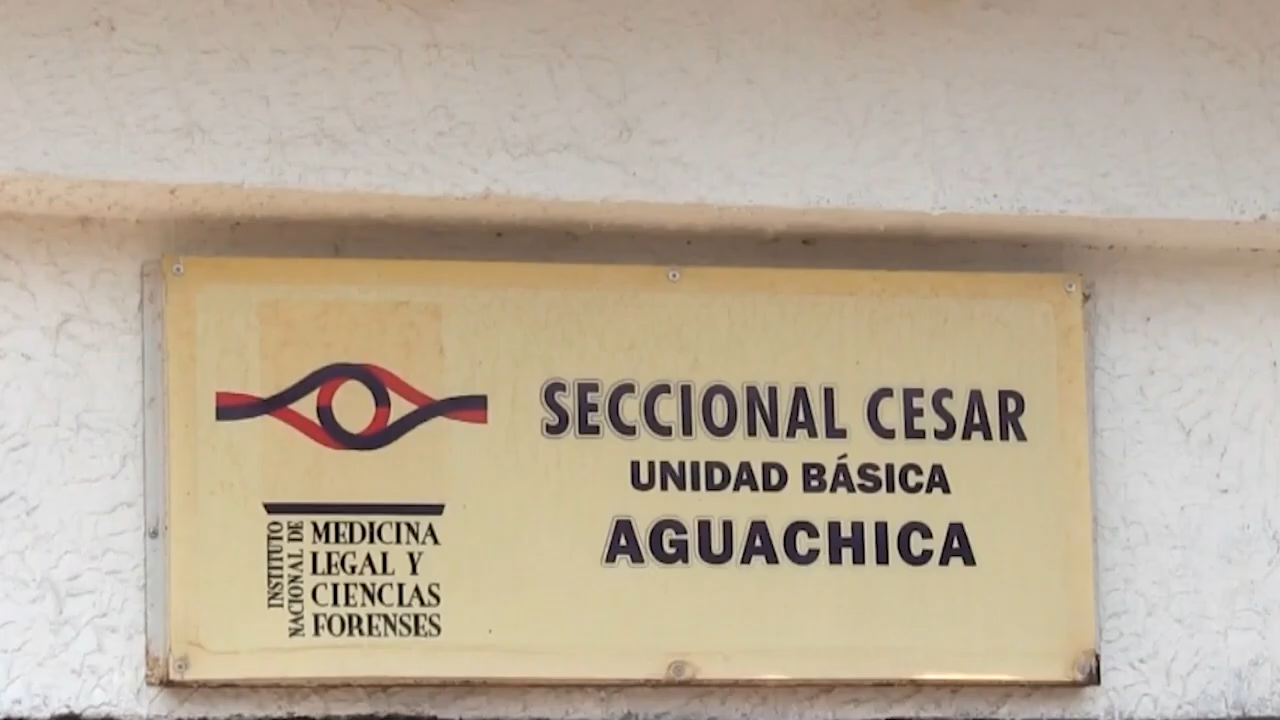 INSTITUTO
NACIONAL DE
MEDICINA
LEGAL Y
CIENCIAS
FORENSES
SECCIONAL CESAR
UNIDAD BÁSICA
AGUACHICA